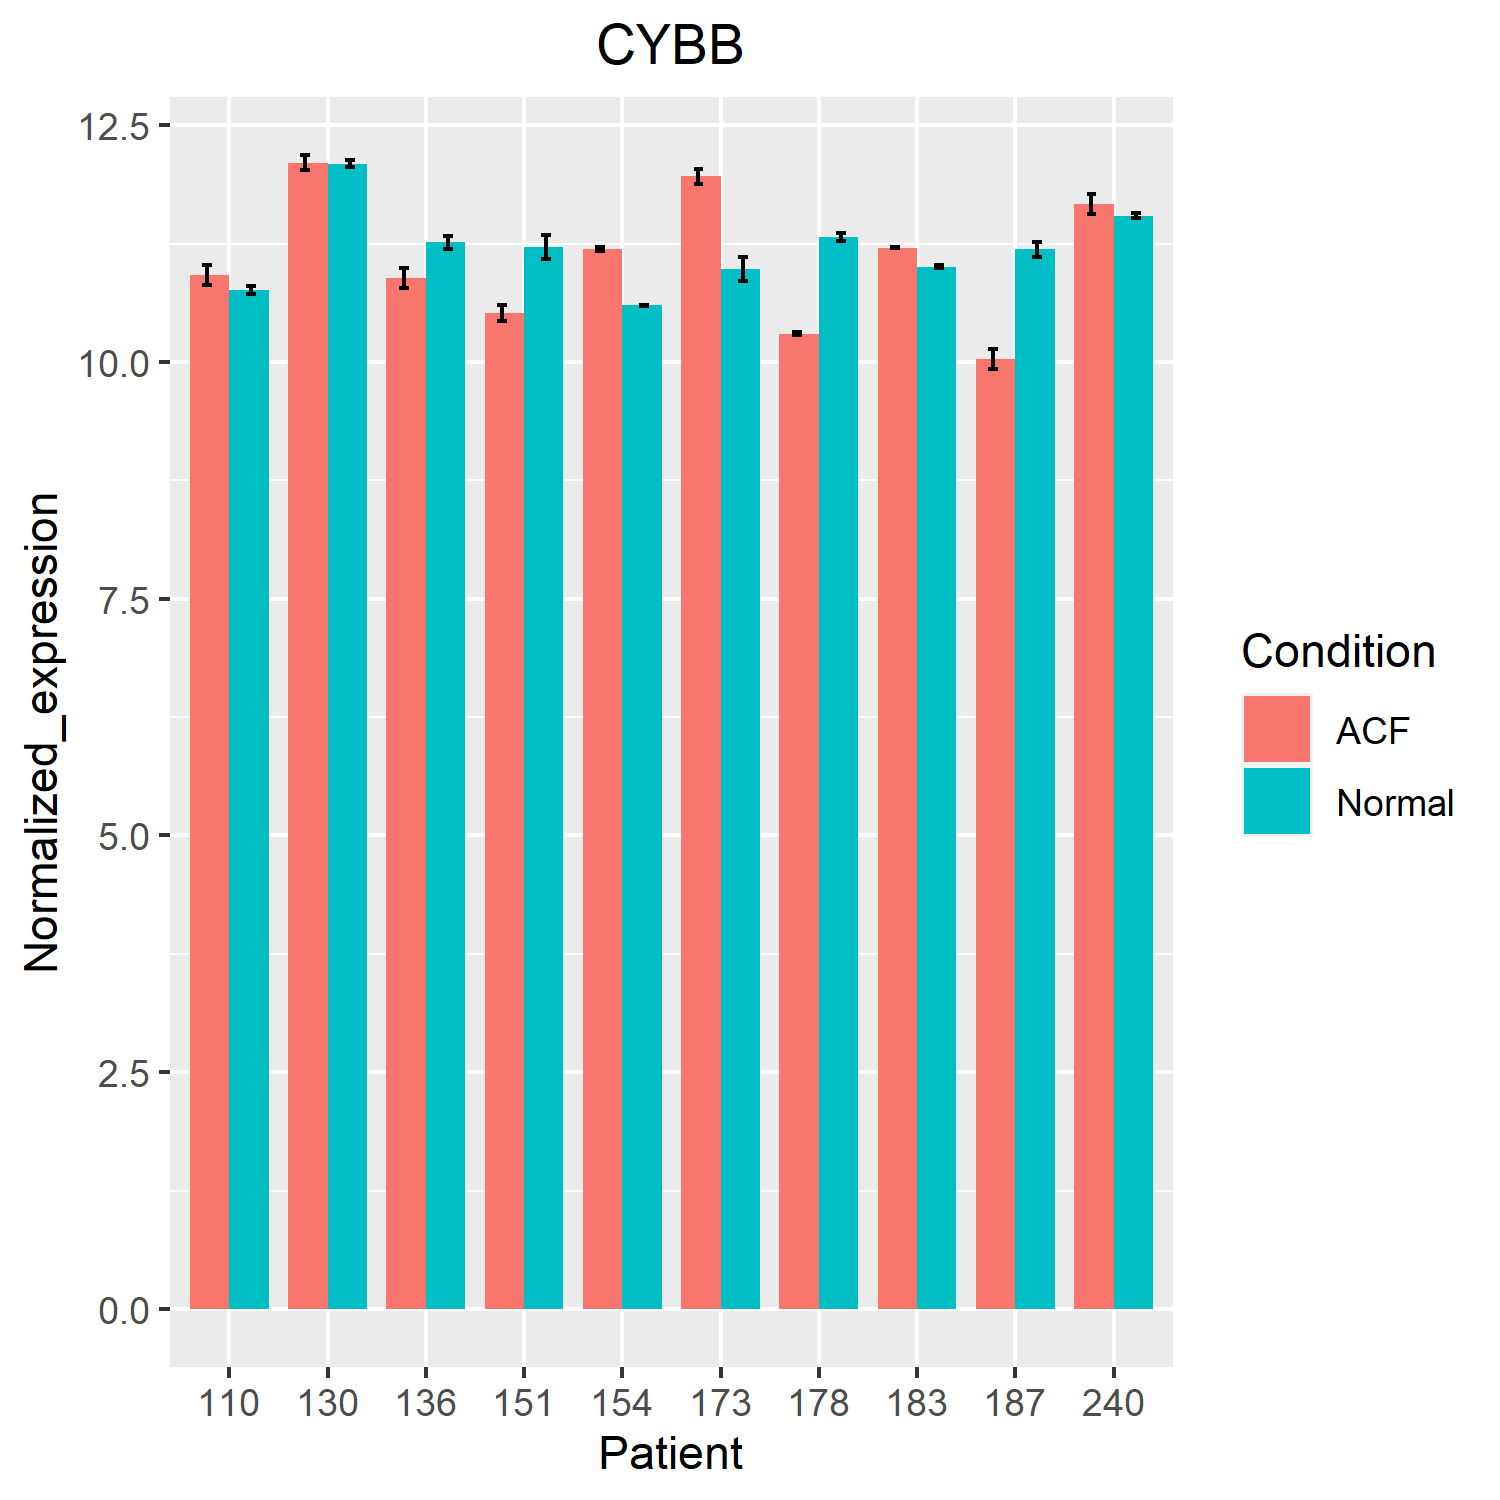 CYBB
12.5
10.0
7.5
5.0
2.5
0.0
Normalized_expression
110 130 136 151 154 173 178 183 187 240
Patient
Condition
ACF
Normal